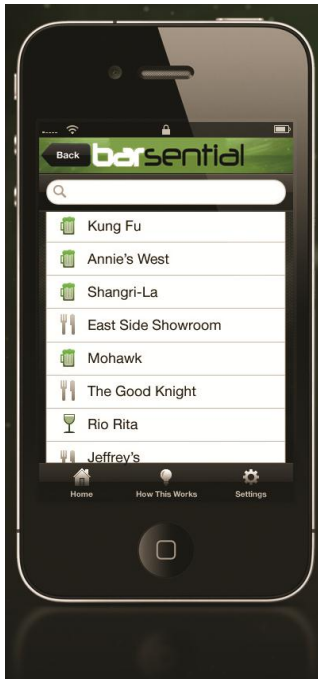 Back
barsential
Kung Fu
Annie's West
Shangri-La
East Side Showroom
Mohawk
The Good Knight
Rio Rita
Jeffrey's
Home How This Works Settings